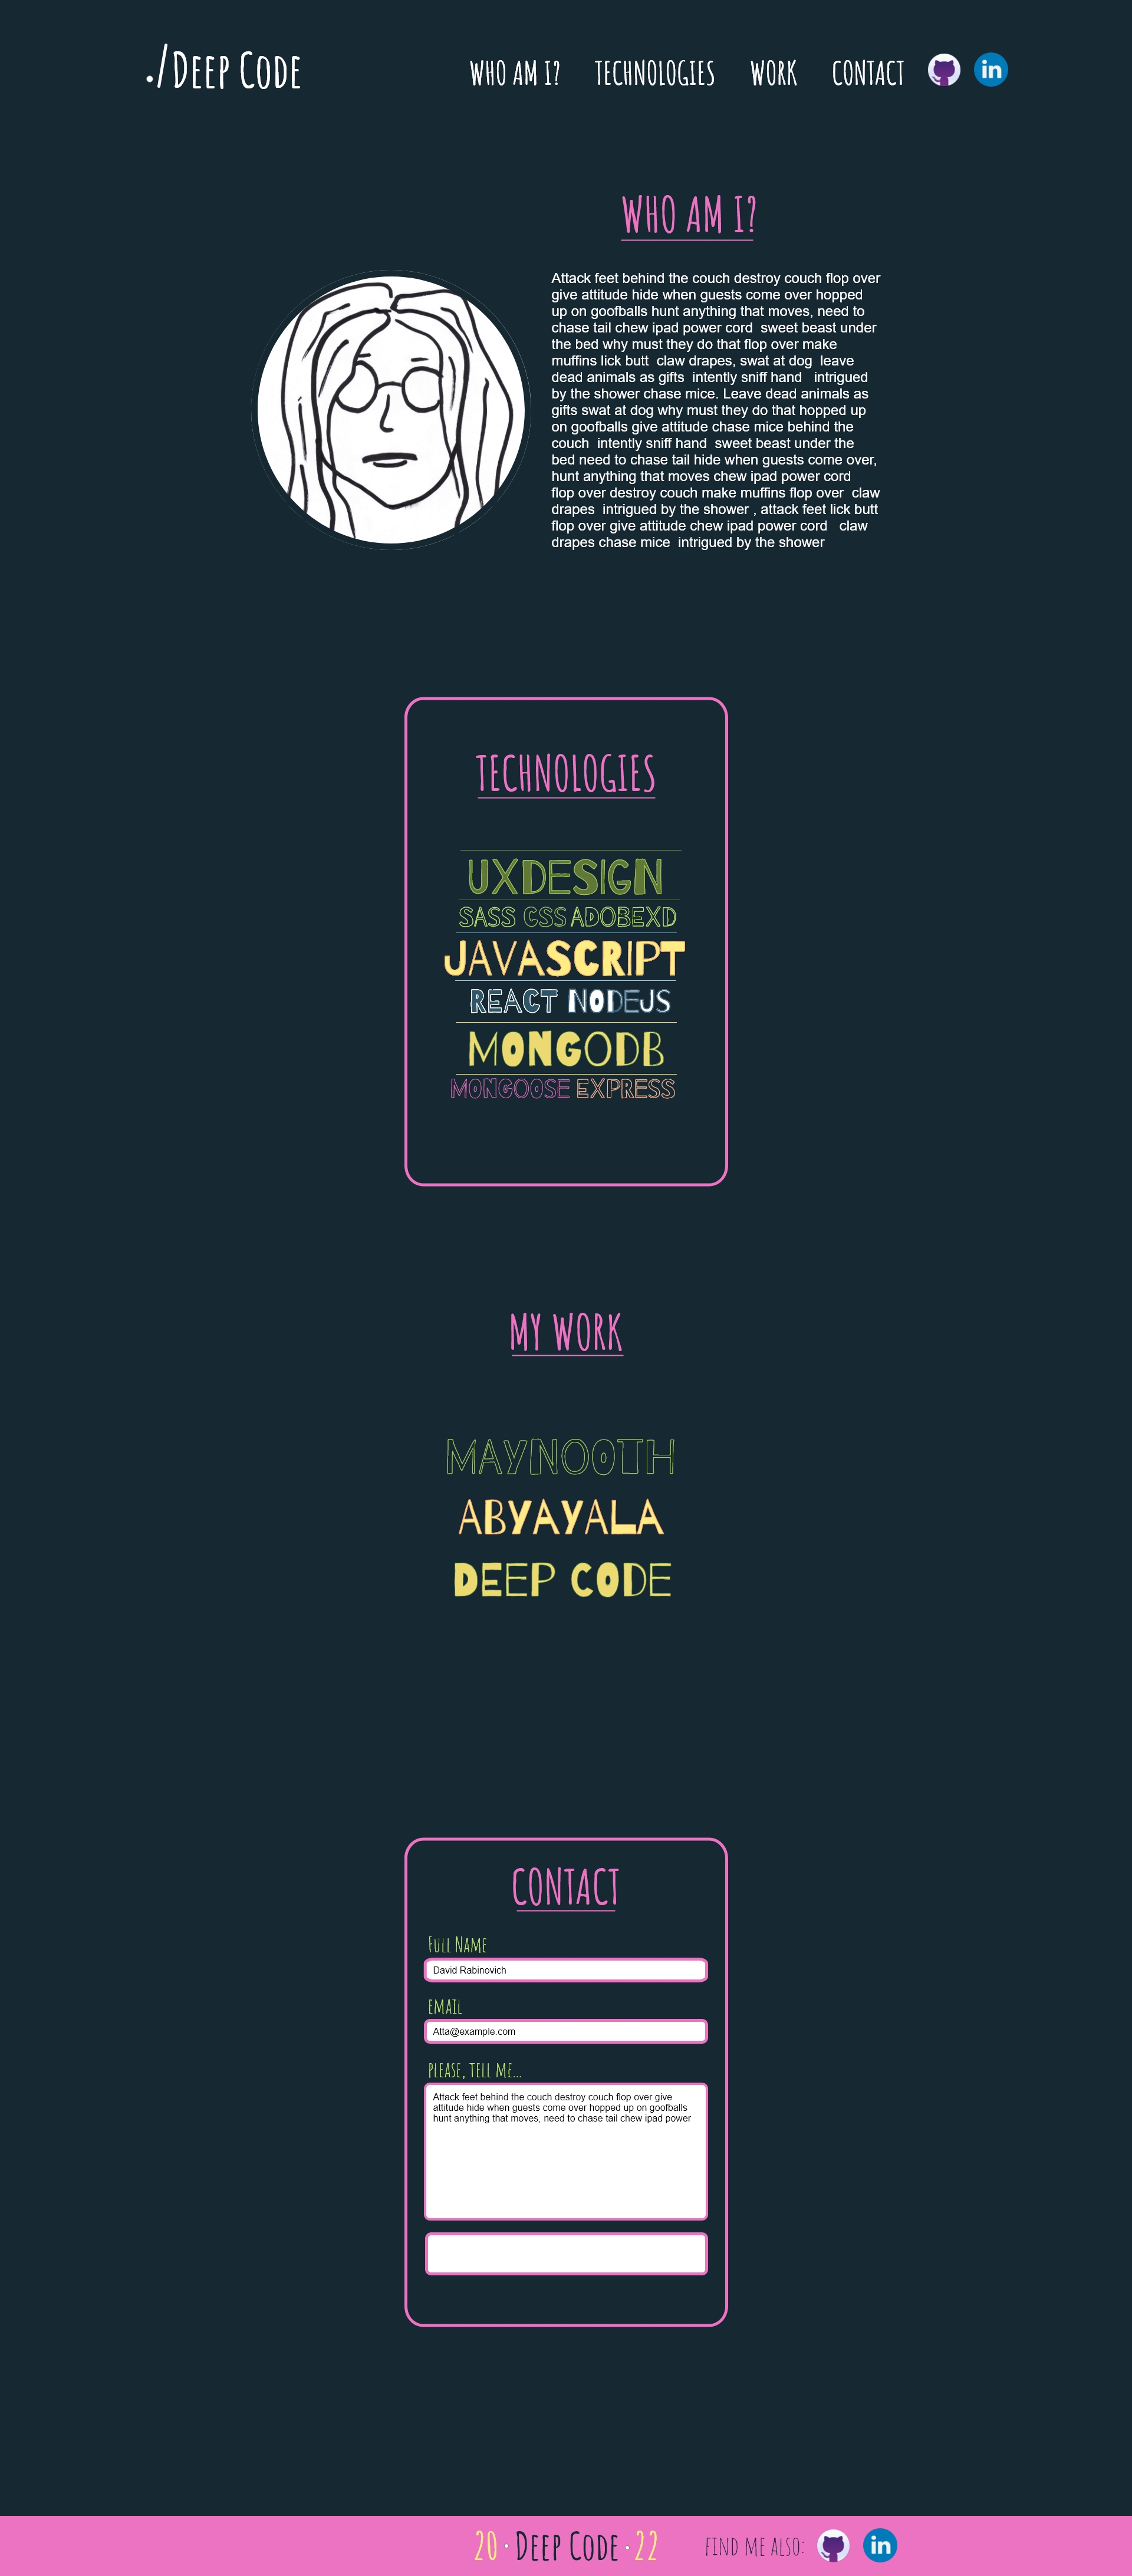 ./Deep Code
WHO AM I? TECHNOLOGIES WORK CONTACT
in
WHO AM I?
Attack feet behind the couch destroy couch flop over
give attitude hide when guests come over hopped
up on goofballs hunt anything that moves, need to
chase tail chew ipad power cord  sweet beast under
the bed why must they do that flop over make
muffins lick butt  claw drapes, swat at dog  leave
dead animals as gifts  intently sniff hand   intrigued
by the shower chase mice. Leave dead animals as
gifts swat at dog why must they do that hopped up
on goofballs give attitude chase mice behind the
couch  intently sniff hand  sweet beast under the
bed need to chase tail hide when guests come over,
hunt anything that moves chew ipad power cord
flop over destroy couch make muffins flop over  claw
drapes  intrigued by the shower , attack feet lick butt
flop over give attitude chew ipad power cord   claw
drapes chase mice  intrigued by the shower
TECHNOLOGIES
UXDESIGN
SASS CSS ADOBEXD
JAVASCRIPT
REACT NODEJS
MONGODB
MONGOOSE EXPRESS
MY WORK
MAYNOOTH
ABYAYALA
DEEP CODE
CONTACT
Full Name
David Rabinovich
EMAIL
Atta@example.com
PLEASE, TELL ME...
Attack feet behind the couch destroy couch flop over give
attitude hide when guests come over hopped up on goofballs
hunt anything that moves, need to chase tail chew ipad power
20 · Deep Code · 22 FIND ME ALSO: in